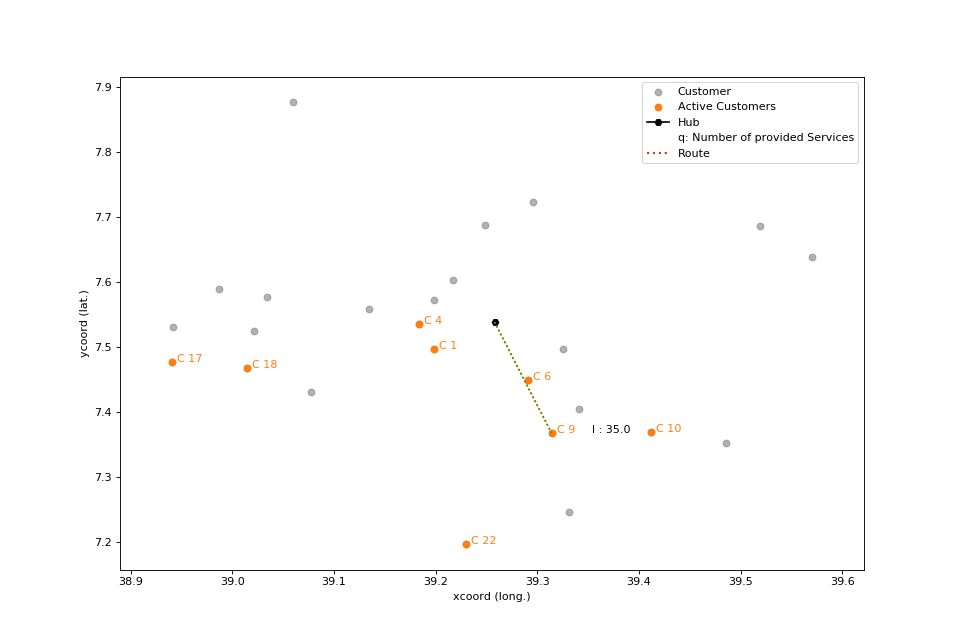 7.9
7.8
7.7
7.6
7.5
7.4
7.3
7.2
ycoord (lat.)
Customer
Active Customers
Hub
q: Number of provided Services
Route
C 4
C 1
C 17
C 18
C 6
C 9
I : 35.0
C 10
C 22
38.9 39.0 39.1 39.2 39.3 39.4 39.5 39.6
xcoord (long.)